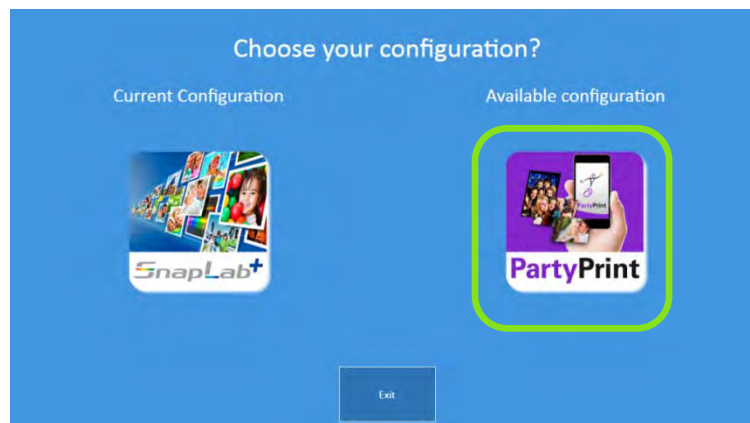 Choose your configuration?
Current Configuration
Available configuration
SnapLab+
PartyPrint
PartyPrint
Exit